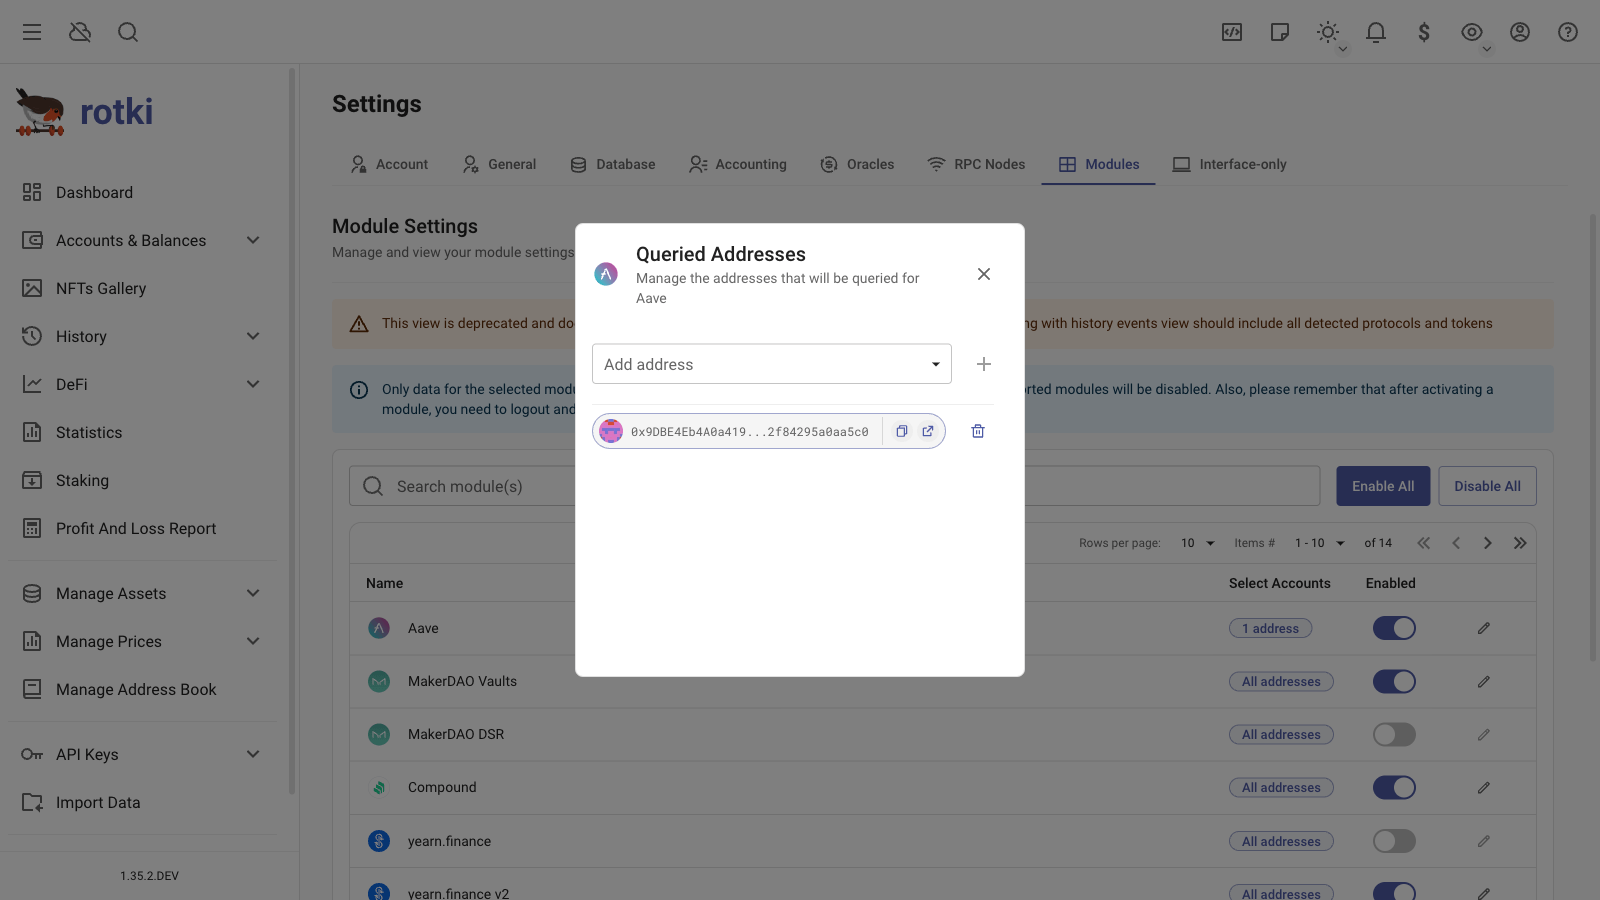 rotki
Dashboard
Accounts & Balances
NFTs Gallery
History
DeFi
Statistics
Staking
Profit And Loss Report
Manage Assets
Manage Prices
Manage Address Book
API Keys
Import Data
1.35.2.DEV
Settings
Account
General
Database
Accounting
Oracles
RPC Nodes
Modules
Interface-only
Module Settings
Manage and view your module settings
This view is deprecated and do
ng with history events view should include all detected protocols and tokens
Only data for the selected modu
rted modules will be disabled. Also, please remember that after activating a
module, you need to logout and
Search module(s)
Enable All
Disable All
Rows per page:
10
Items #
1 - 10
of 14
Name
Select Accounts
Enabled
Aave
1 address
MakerDAO Vaults
All addresses
MakerDAO DSR
All addresses
Compound
All addresses
yearn.finance
All addresses
yearn.finance v2
All addresses
Queried Addresses
Manage the addresses that will be queried for
Aave
Add address
0x9DBE4Eb4A0a419...2f84295a0aa5c0